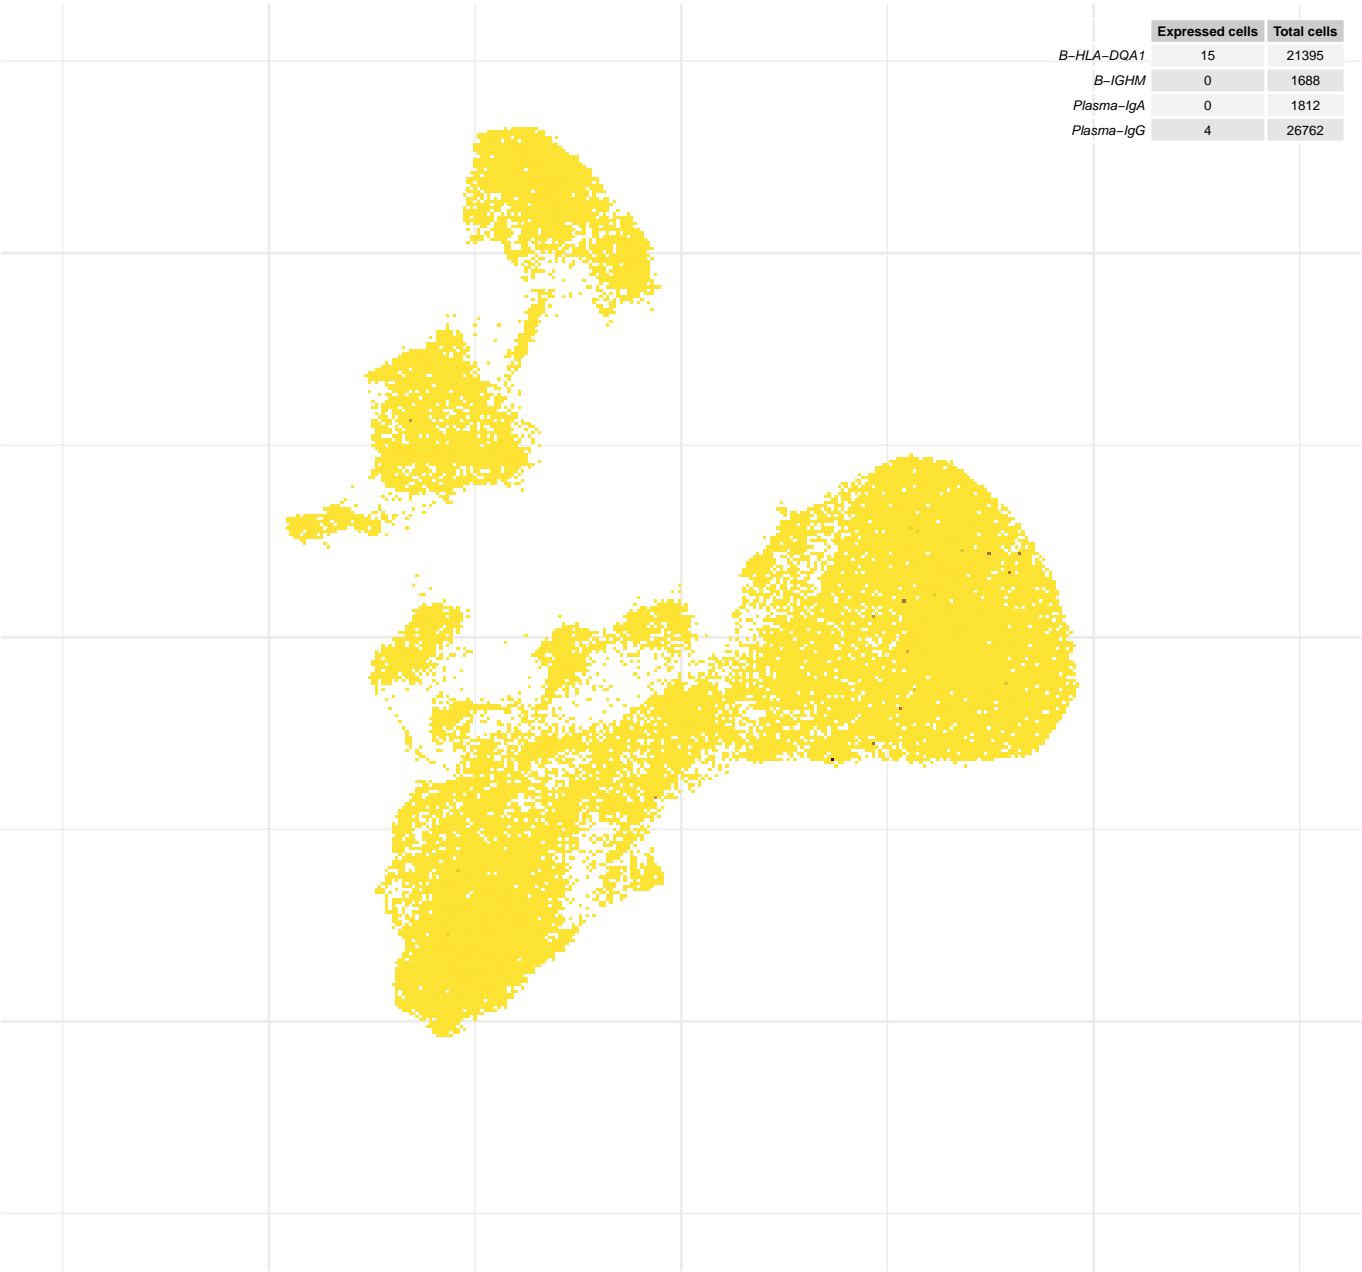 Expressed cells Total cells
B−HLA−DQA1 15 21395
B−IGHM 0 1688
Plasma−IgA 0 1812
Plasma−IgG 4 26762